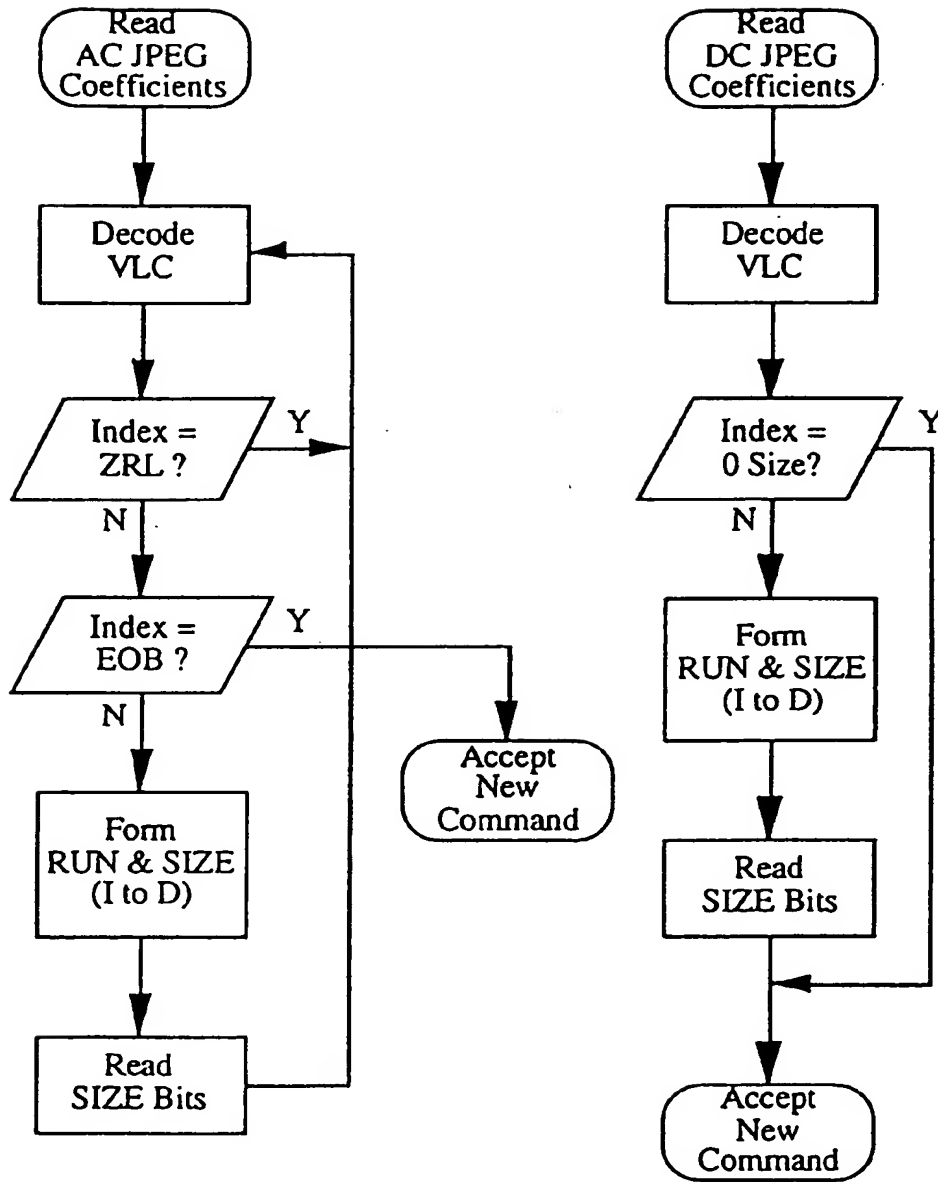 Read
AC JPEG
Coefficients
Decode
VLC
Index =
ZRL ?
Y
N
Index =
EOB ?
Y
N
Accept
New
Command
Form
RUN & SIZE
(I to D)
Read
SIZE Bits
Read
DC JPEG
Coefficients
Decode
VLC
Index =
0 Size?
Y
N
Form
RUN & SIZE
(I to D)
Read
SIZE Bits
Accept
New
Command